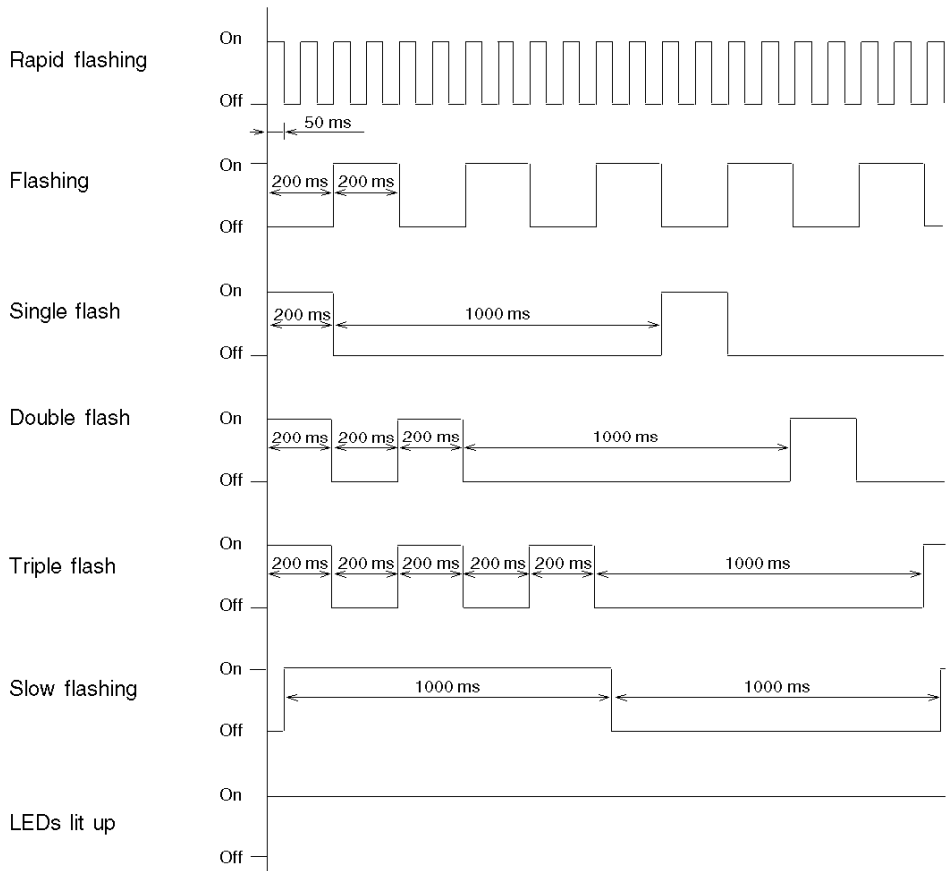 On
Rapid flashing
Off
50 ms
On
Flashing
200 ms 200 ms
Off
On
Single flash
200 ms 1000 ms
Off
On
Double flash
200 ms 200 ms 200 ms 1000 ms
Off
On
Triple flash
200 ms 200 ms 200 ms 200 ms 200 ms 1000 ms
Off
On
Slow flashing
1000 ms 1000 ms
Off
On
LEDs lit up
Off